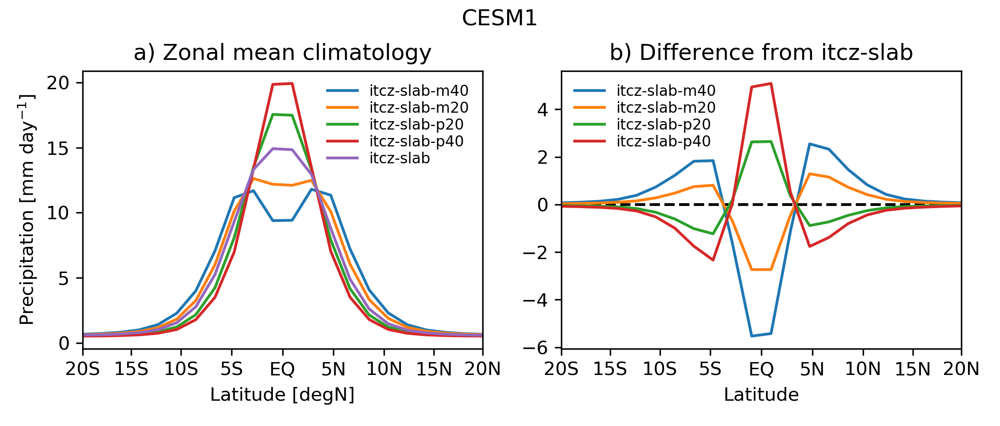 CESM1
a) Zonal mean climatology
Precipitation [mm day⁻¹]
20
15
10
5
0
itcz-slab-m40
itcz-slab-m20
itcz-slab-p20
itcz-slab-p40
itcz-slab
20S 15S 10S 5S EQ 5N 10N 15N 20N
Latitude [degN]
b) Difference from itcz-slab
4
2
0
−2
−4
−6
itcz-slab-m40
itcz-slab-m20
itcz-slab-p20
itcz-slab-p40
20S 15S 10S 5S EQ 5N 10N 15N 20N
Latitude